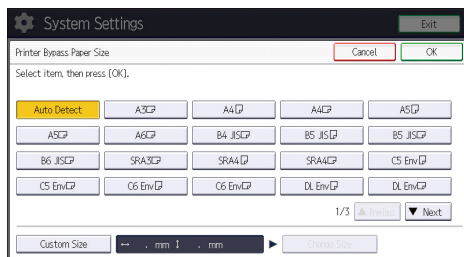 System Settings Exit
Printer Bypass Paper Size Cancel OK
Select item, then press [OK].
Auto Detect A3 A4 A4 A5
A5 A6 B4 JIS B5 JIS B5 JIS
B6 JIS SRA3 SRA4 SRA4 C5 Env
C5 Env C6 Env C6 Env DL Env DL Env
1/3 ▲ ▼ Next
Custom Size ↔ . mm ↕ . mm ▶ Change Size